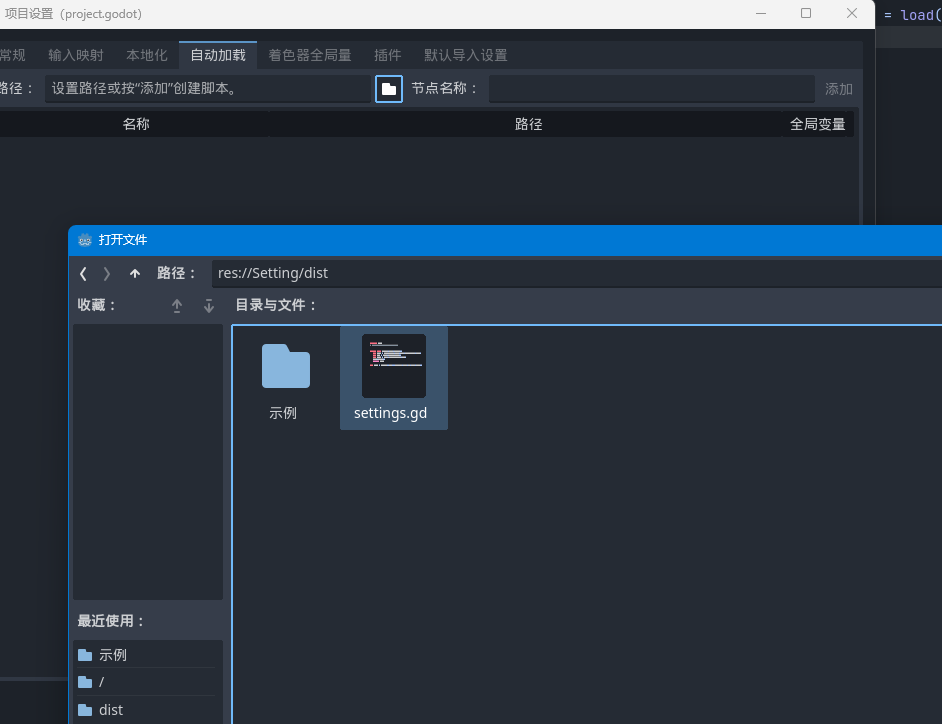 项目设置（project.godot）
= load(
常规 输入映射 本地化 自动加载 着色器全局量 插件 默认导入设置
路径： 设置路径或按“添加”创建脚本。 节点名称： 添加
名称 路径 全局变量
打开文件
路径： res://Setting/dist
收藏： 目录与文件：
示例 settings.gd
最近使用：
示例
/
dist